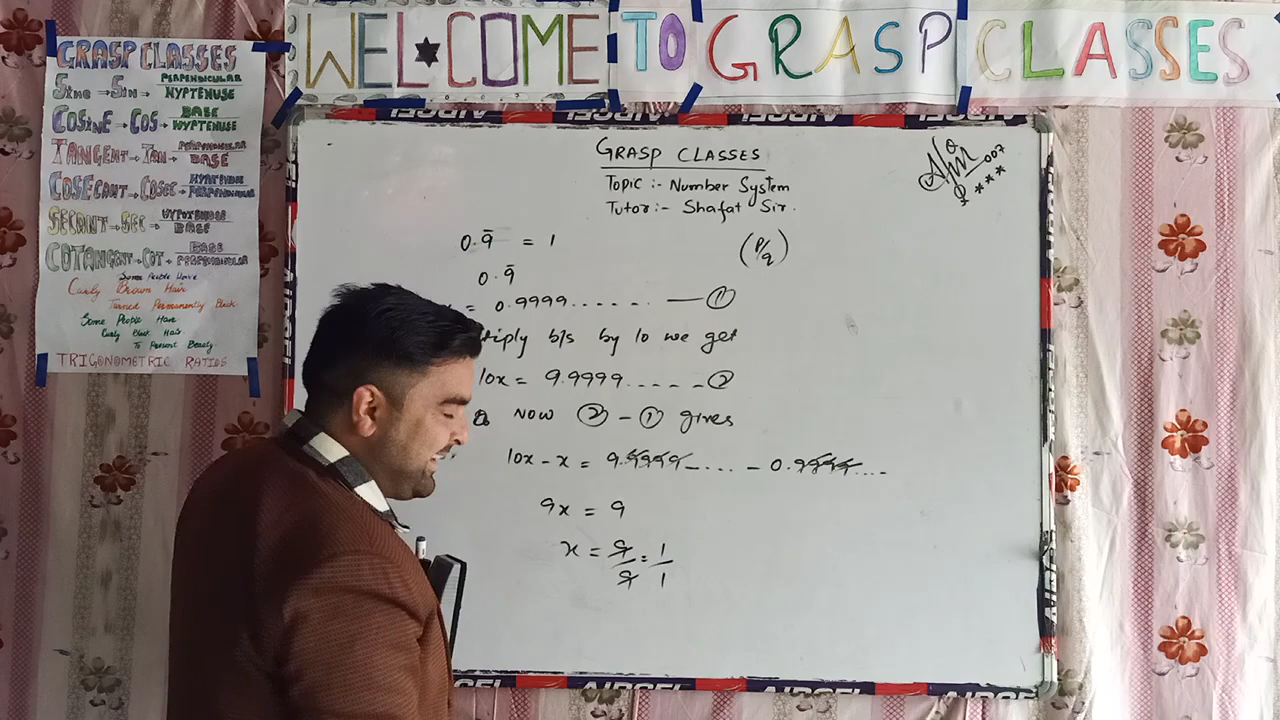 WELCOME TO GRASP CLASSES
GRASP CLASSES
SINE → SIN → PERPENDICULAR
HYPTENUSE
COSINE → COS → BASE
HYPTENUSE
TANGENT → TAN → PERPENDICULAR
BASE
COSECANT → COSEC → HYPTENUSE
PERPENDICULAR
SECANT → SEC → HYPOTENUSE
BASE
COTANGENT → COT → BASE
PERPENDICULAR
Some People Have
Curly Brown Hair
Turned Permanently Black
Some People Have
Curly Black Hair
To Present Beauty
TRIGONOMETRIC RATIOS
AIRCEL AIRCEL AIRCEL
GRASP CLASSES
Topic :- Number System
Tutor :- Shafat Sir.
007
***
0.9̄ = 1 (P/q)
0.9̄
= 0.9999....... — ①
tiply b/s by 10 we get
10x = 9.9999..... — ②
Now ② - ① gives
10x - x = 9.9999-.... - 0.9999....
9x = 9
x = 9/9 = 1/1
AIRCEL AIRCEL